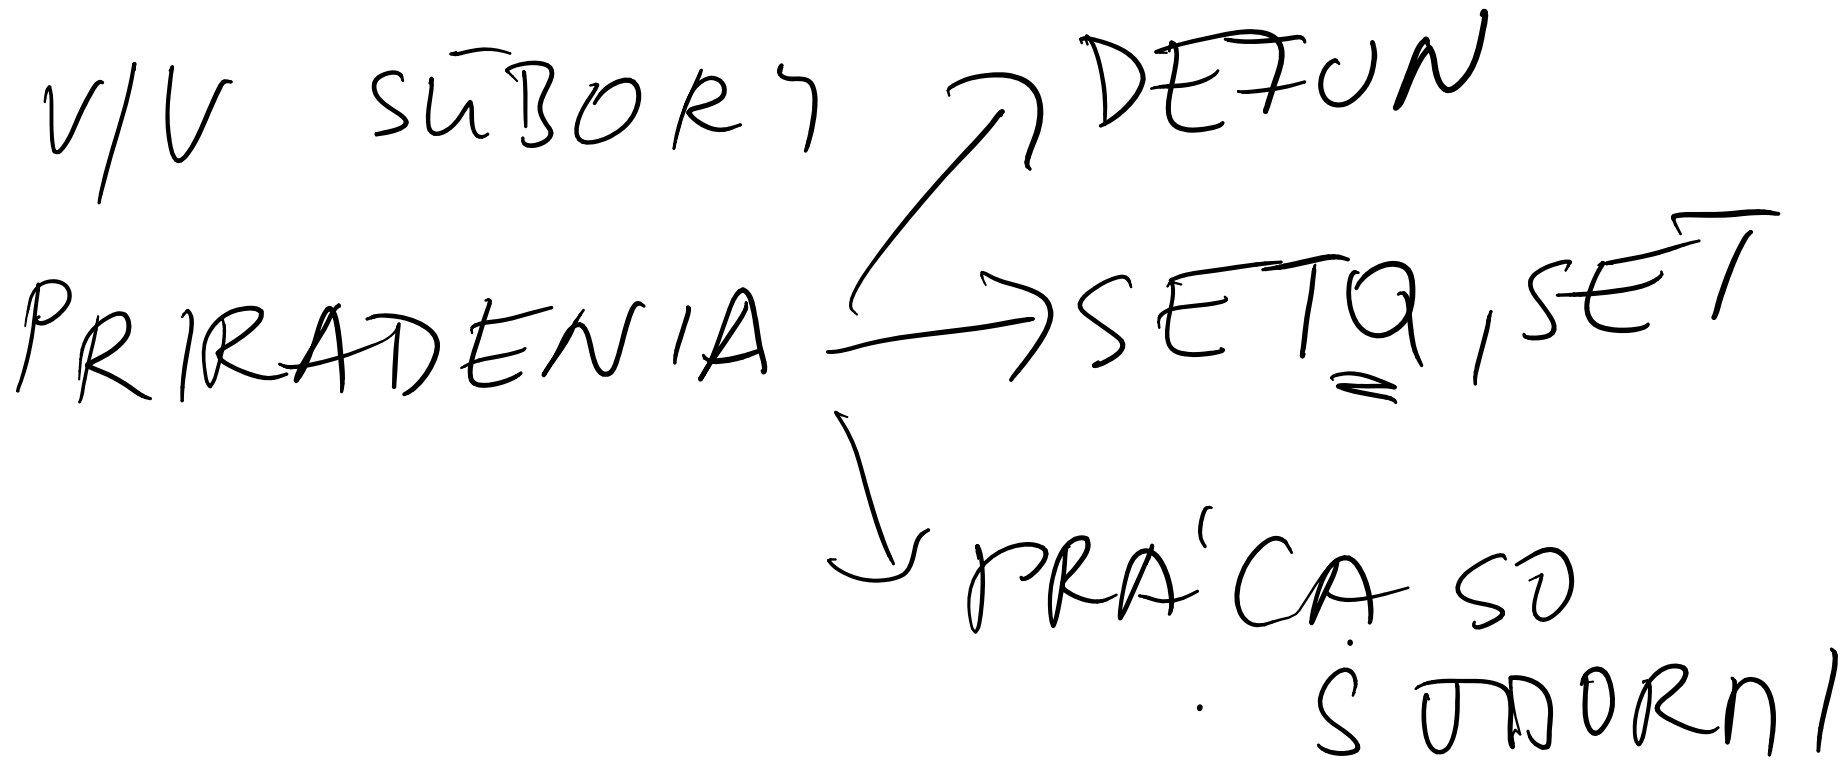 V/V SÚBORY
DEFUN
PRIRADENIA
SETQ, SET
PRÁCA SO
SÚBORMI